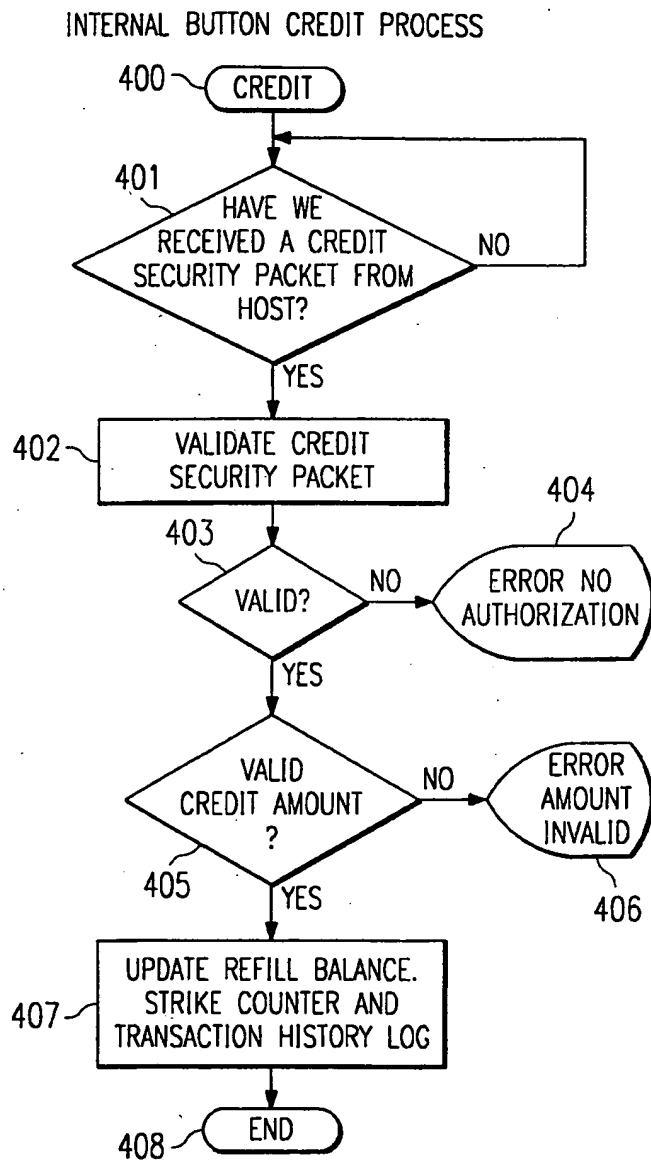 INTERNAL BUTTON CREDIT PROCESS
400
CREDIT
401
HAVE WE
RECEIVED A CREDIT
SECURITY PACKET FROM
HOST?
NO
YES
402
VALIDATE CREDIT
SECURITY PACKET
403
VALID?
NO
404
ERROR NO
AUTHORIZATION
YES
VALID
CREDIT AMOUNT
?
405
NO
ERROR
AMOUNT
INVALID
406
YES
407
UPDATE REFILL BALANCE.
STRIKE COUNTER AND
TRANSACTION HISTORY LOG
408
END